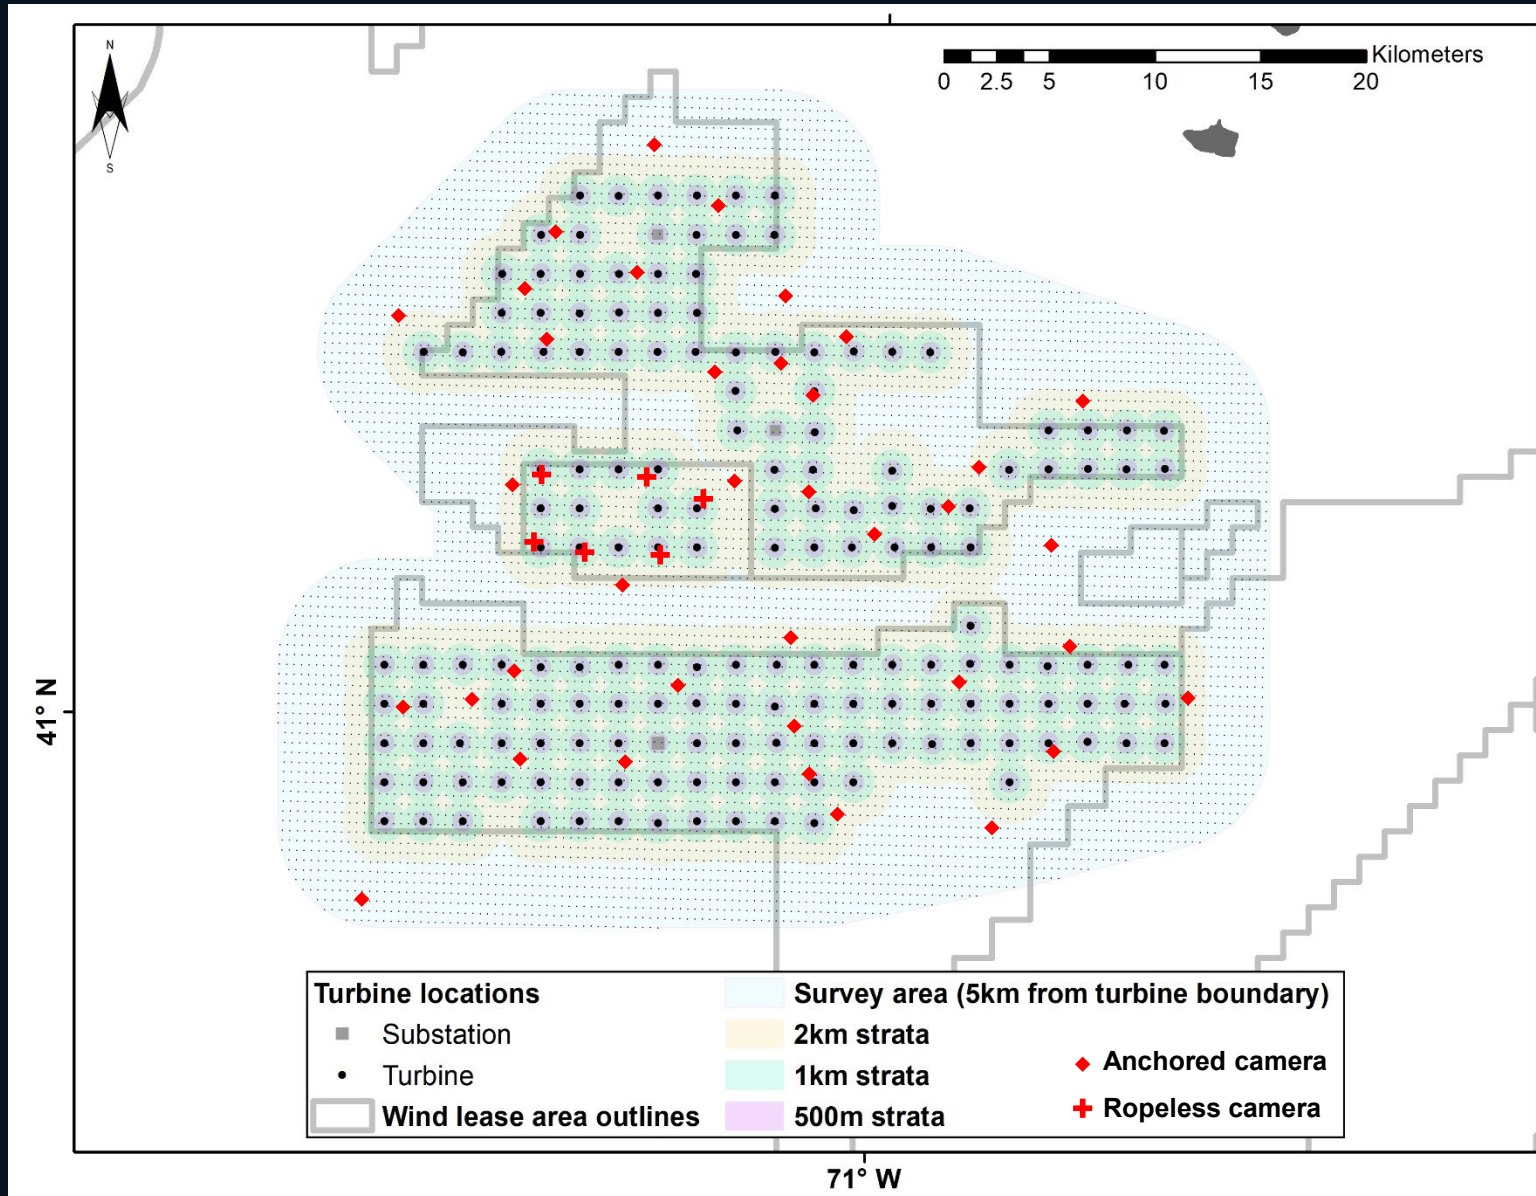 N
S
Kilometers
0 2.5 5 10 15 20
41° N
Turbine locations
Substation
Turbine
Wind lease area outlines
Survey area (5km from turbine boundary)
2km strata
1km strata
500m strata
Anchored camera
Ropeless camera
71° W